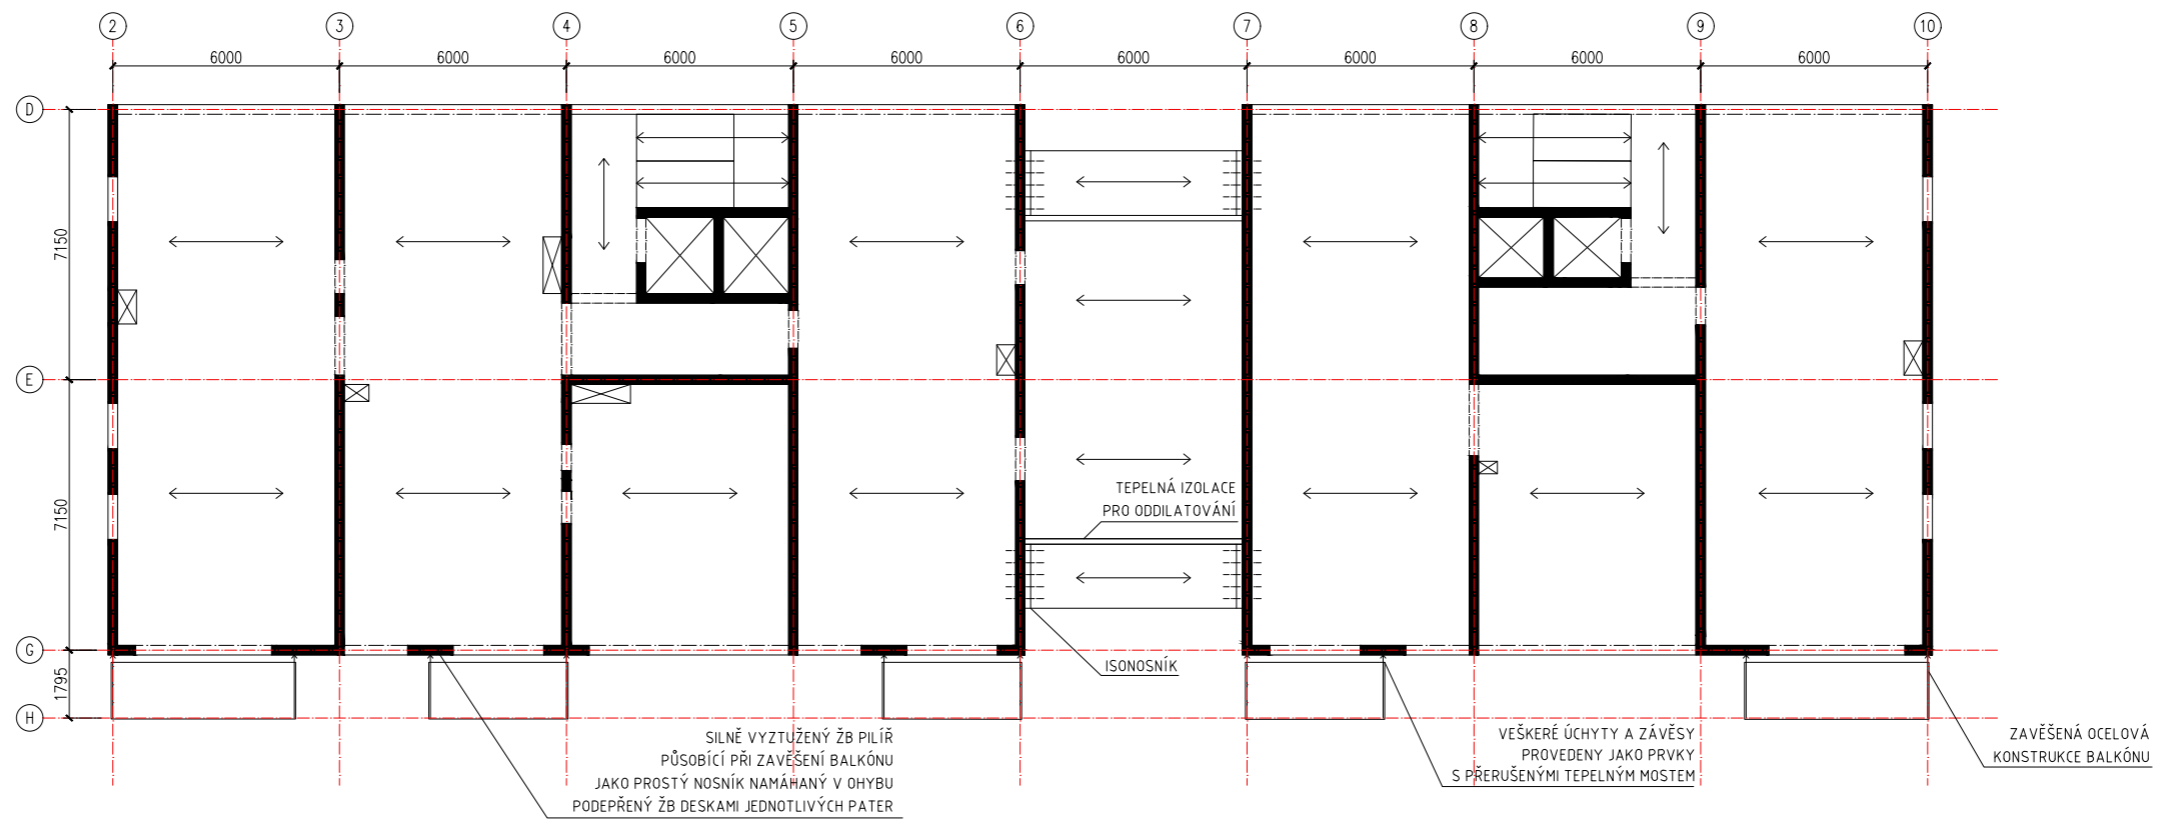 2 3 4 5 6 7 8 9 10
6000 6000 6000 6000 6000 6000 6000 6000
D
7150
E
TEPELNÁ IZOLACE
PRO ODDILATOVÁNÍ
7150
G
ISONOSNÍK
1795
H
SILNĚ VYZTUŽENÝ ŽB PILÍŘ
PŮSOBÍCÍ PŘI ZAVĚŠENÍ BALKÓNU
JAKO PROSTÝ NOSNÍK NAMÁHANÝ V OHYBU
PODEPŘENÝ ŽB DESKAMI JEDNOTLIVÝCH PATER
VEŠKERÉ ÚCHYTY A ZÁVĚSY
PROVEDENY JAKO PRVKY
S PŘERUŠENÝMI TEPELNÝM MOSTEM
ZAVĚŠENÁ OCELOVÁ
KONSTRUKCE BALKÓNU